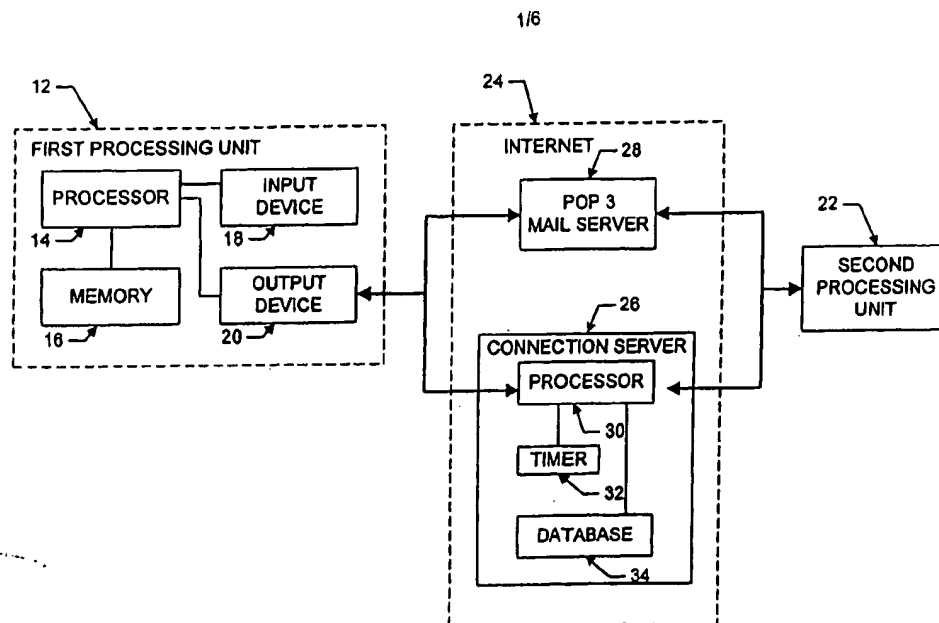 1/6
12
24
FIRST PROCESSING UNIT
INTERNET
28
PROCESSOR
INPUT
DEVICE
POP 3
MAIL SERVER
22
14
18
SECOND
PROCESSING
UNIT
MEMORY
OUTPUT
DEVICE
16
20
26
CONNECTION SERVER
PROCESSOR
30
TIMER
32
DATABASE
34